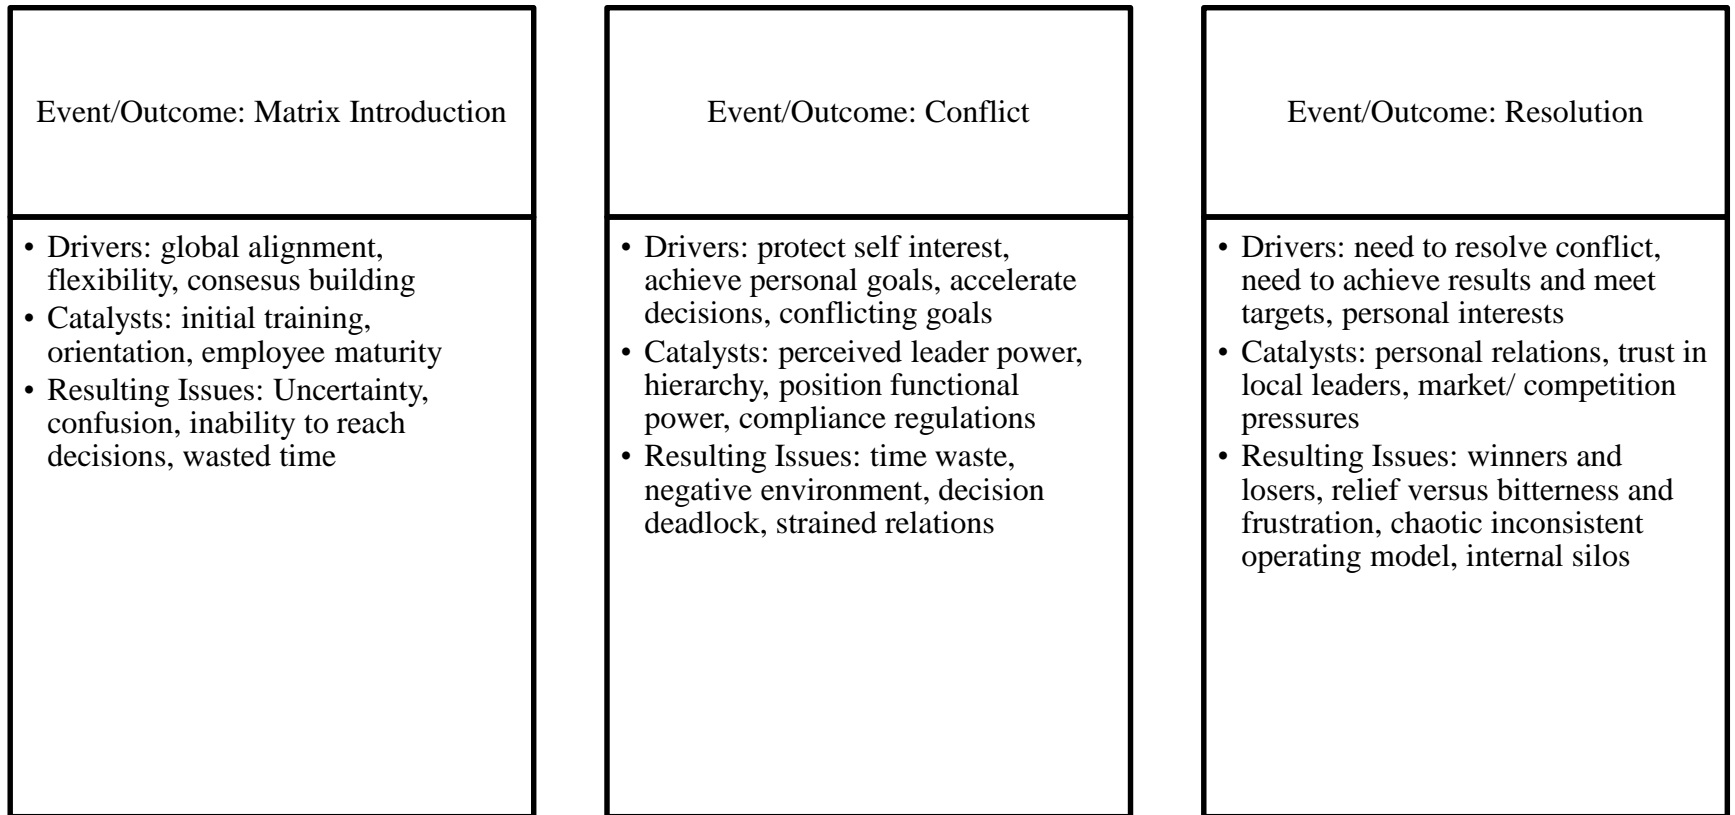 Event/Outcome: Matrix Introduction
• Drivers: global alignment,
flexibility, consesus building
• Catalysts: initial training,
orientation, employee maturity
• Resulting Issues: Uncertainty,
confusion, inability to reach
decisions, wasted time
Event/Outcome: Conflict
• Drivers: protect self interest,
achieve personal goals, accelerate
decisions, conflicting goals
• Catalysts: perceived leader power,
hierarchy, position functional
power, compliance regulations
• Resulting Issues: time waste,
negative environment, decision
deadlock, strained relations
Event/Outcome: Resolution
• Drivers: need to resolve conflict,
need to achieve results and meet
targets, personal interests
• Catalysts: personal relations, trust in
local leaders, market/ competition
pressures
• Resulting Issues: winners and
losers, relief versus bitterness and
frustration, chaotic inconsistent
operating model, internal silos